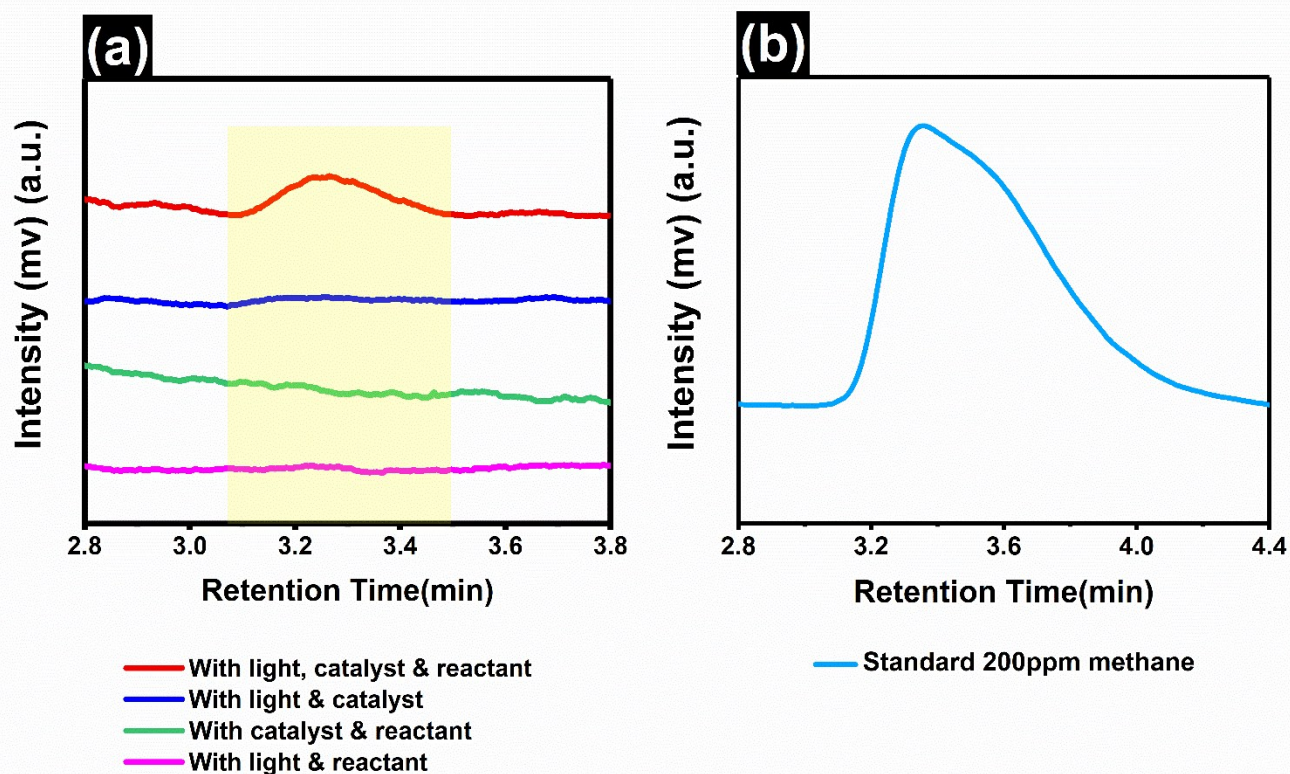 (a)
Intensity (mv) (a.u.)
2.8 3.0 3.2 3.4 3.6 3.8
Retention Time(min)
With light, catalyst & reactant
With light & catalyst
With catalyst & reactant
With light & reactant
(b)
Intensity (mv) (a.u.)
2.8 3.2 3.6 4.0 4.4
Retention Time(min)
Standard 200ppm methane